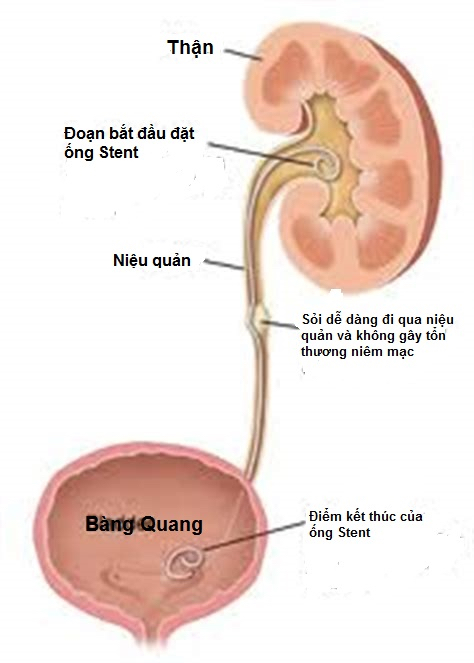 Thận
Đoạn bắt đầu đặt
ống Stent
Niệu quản
Sỏi dễ dàng đi qua niệu
quản và không gây tổn
thương niêm mạc
Bàng Quang
Điểm kết thúc của
ống Stent